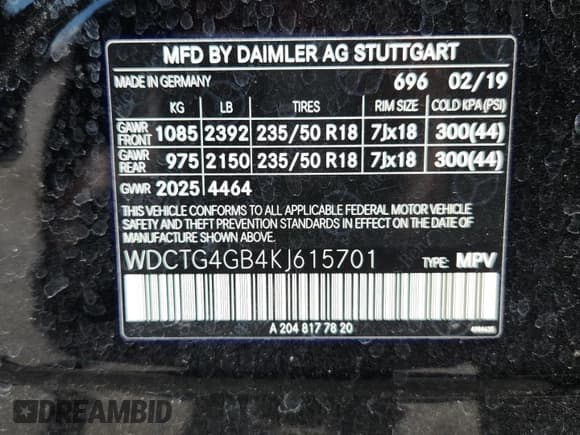 MFD BY DAIMLER AG STUTTGART
MADE IN GERMANY 696 02/19
KG LB TIRES RIM SIZE COLD KPA(PSI)
GAWR FRONT 1085 2392 235/50 R18 7Jx18 300(44)
GAWR REAR 975 2150 235/50 R18 7Jx18 300(44)
GVWR 2025 4464
THIS VEHICLE CONFORMS TO ALL APPLICABLE FEDERAL MOTOR VEHICLE
SAFETY AND THEFT PREVENTION STANDARDS IN EFFECT ON THE DATE OF
MANUFACTURE SHOWN ABOVE.
WDCTG4GB4KJ615701 TYPE: MPV
A 204 817 78 20
DREAMBID